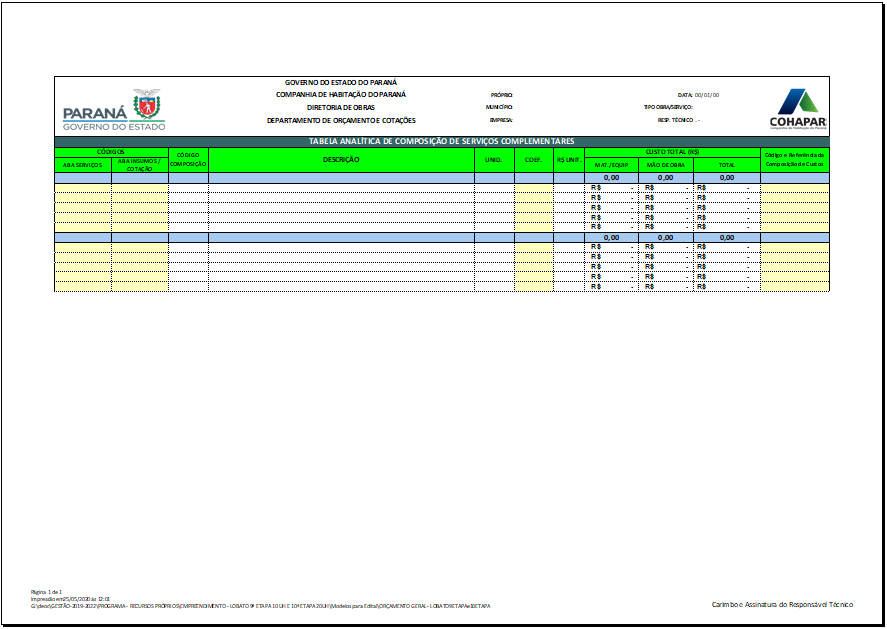 GOVERNO DO ESTADO DO PARANÁ
COMPANHIA DE HABITAÇÃO DO PARANÁ
DIRETORIA DE OBRAS
DEPARTAMENTO DE ORÇAMENTO E COTAÇÕES
PRÓPRIO:
MUNICÍPIO:
EMPRESA:
DATA: 00/01/00
TIPO OBRA/SERVIÇO:
RESP. TÉCNICO . -
PARANÁ
GOVERNO DO ESTADO
COHAPAR
Companhia de Habitação do Paraná
TABELA ANALÍTICA DE COMPOSIÇÃO DE SERVIÇOS COMPLEMENTARES
CÓDIGOS
ABA SERVIÇOS
ABA INSUMOS / COTAÇÃO
CÓDIGO COMPOSIÇÃO
DESCRIÇÃO
UNID.
COEF.
R$ UNIT.
CUSTO TOTAL (R$)
MAT./EQUIP
MÃO DE OBRA
TOTAL
Código e Referência da
Composição de Custos
0,00 0,00 0,00
R$ - R$ - R$ -
R$ - R$ - R$ -
R$ - R$ - R$ -
R$ - R$ - R$ -
R$ - R$ - R$ -
0,00 0,00 0,00
R$ - R$ - R$ -
R$ - R$ - R$ -
R$ - R$ - R$ -
R$ - R$ - R$ -
R$ - R$ - R$ -
Página 1 de 1
Impressão em 25/05/2020 às 12:01
G:\deoc\GESTÃO-2019-2022\PROGRAMA - RECURSOS PRÓPRIOS\EMPREENDIMENTO - LOBATO 9ª ETAPA 10 UH E 10ª ETAPA 20UH\Modelos para Edital\ORÇAMENTO GERAL - LOBATO9ETAPAe10ETAPA
Carimbo e Assinatura do Responsável Técnico